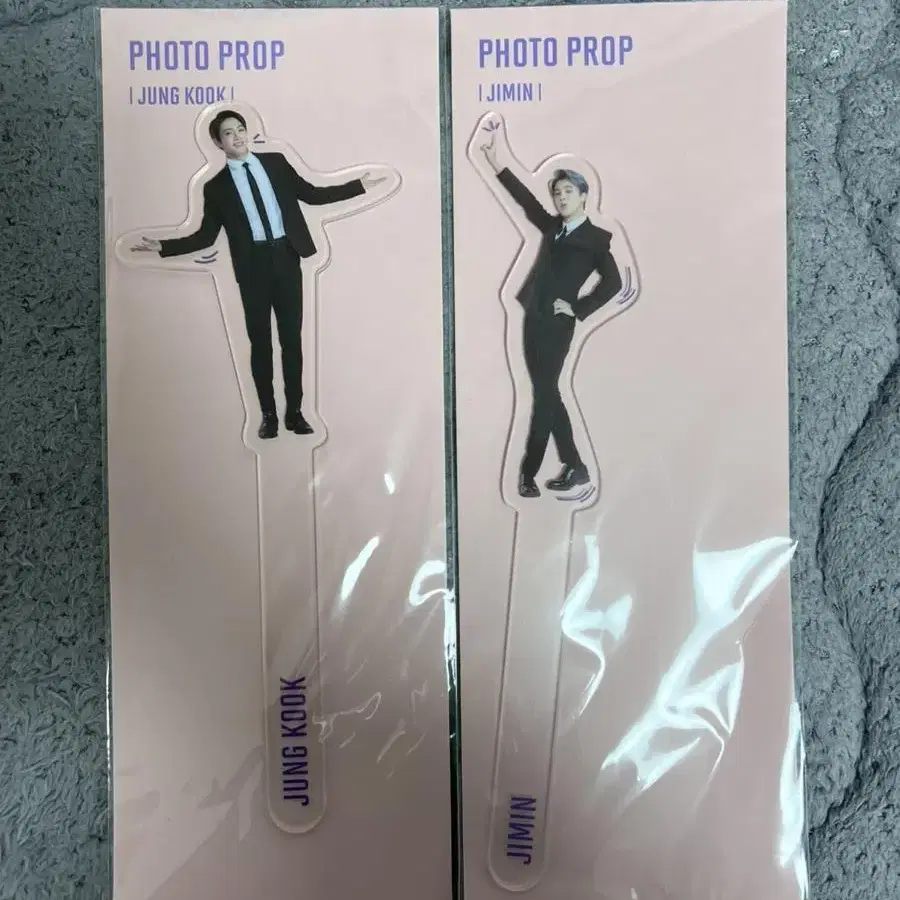 PHOTO PROP
| JUNG KOOK |
JUNG KOOK
PHOTO PROP
| JIMIN |
JIMIN